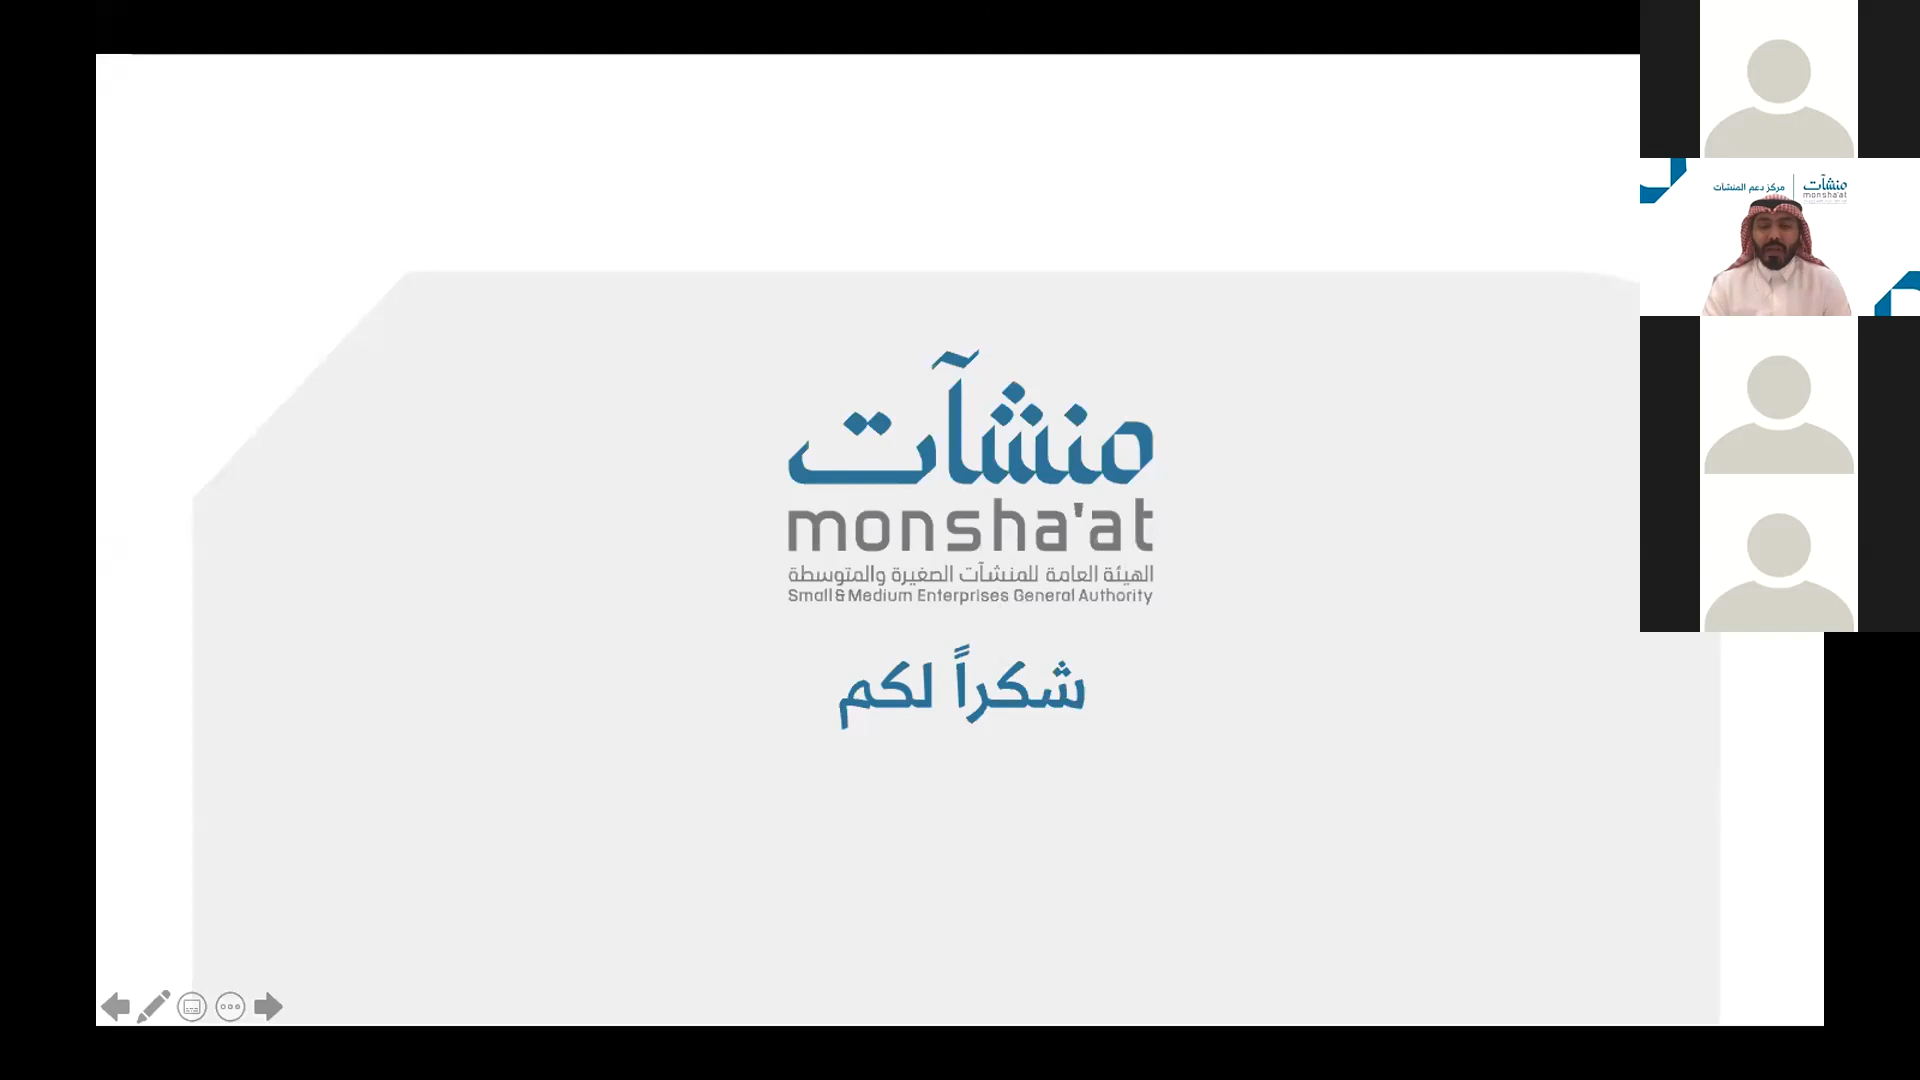 منشآت
monsha'at
الهيئة العامة للمنشآت الصغيرة والمتوسطة
Small & Medium Enterprises General Authority
شكراً لكم
مركز دعم المنشآت
منشآت
monsha'at